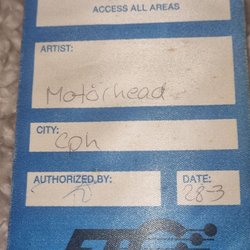 ACCESS ALL AREAS
ARTIST:
Motörhead
CITY:
Cph
AUTHORIZED BY:
DATE:
28-3